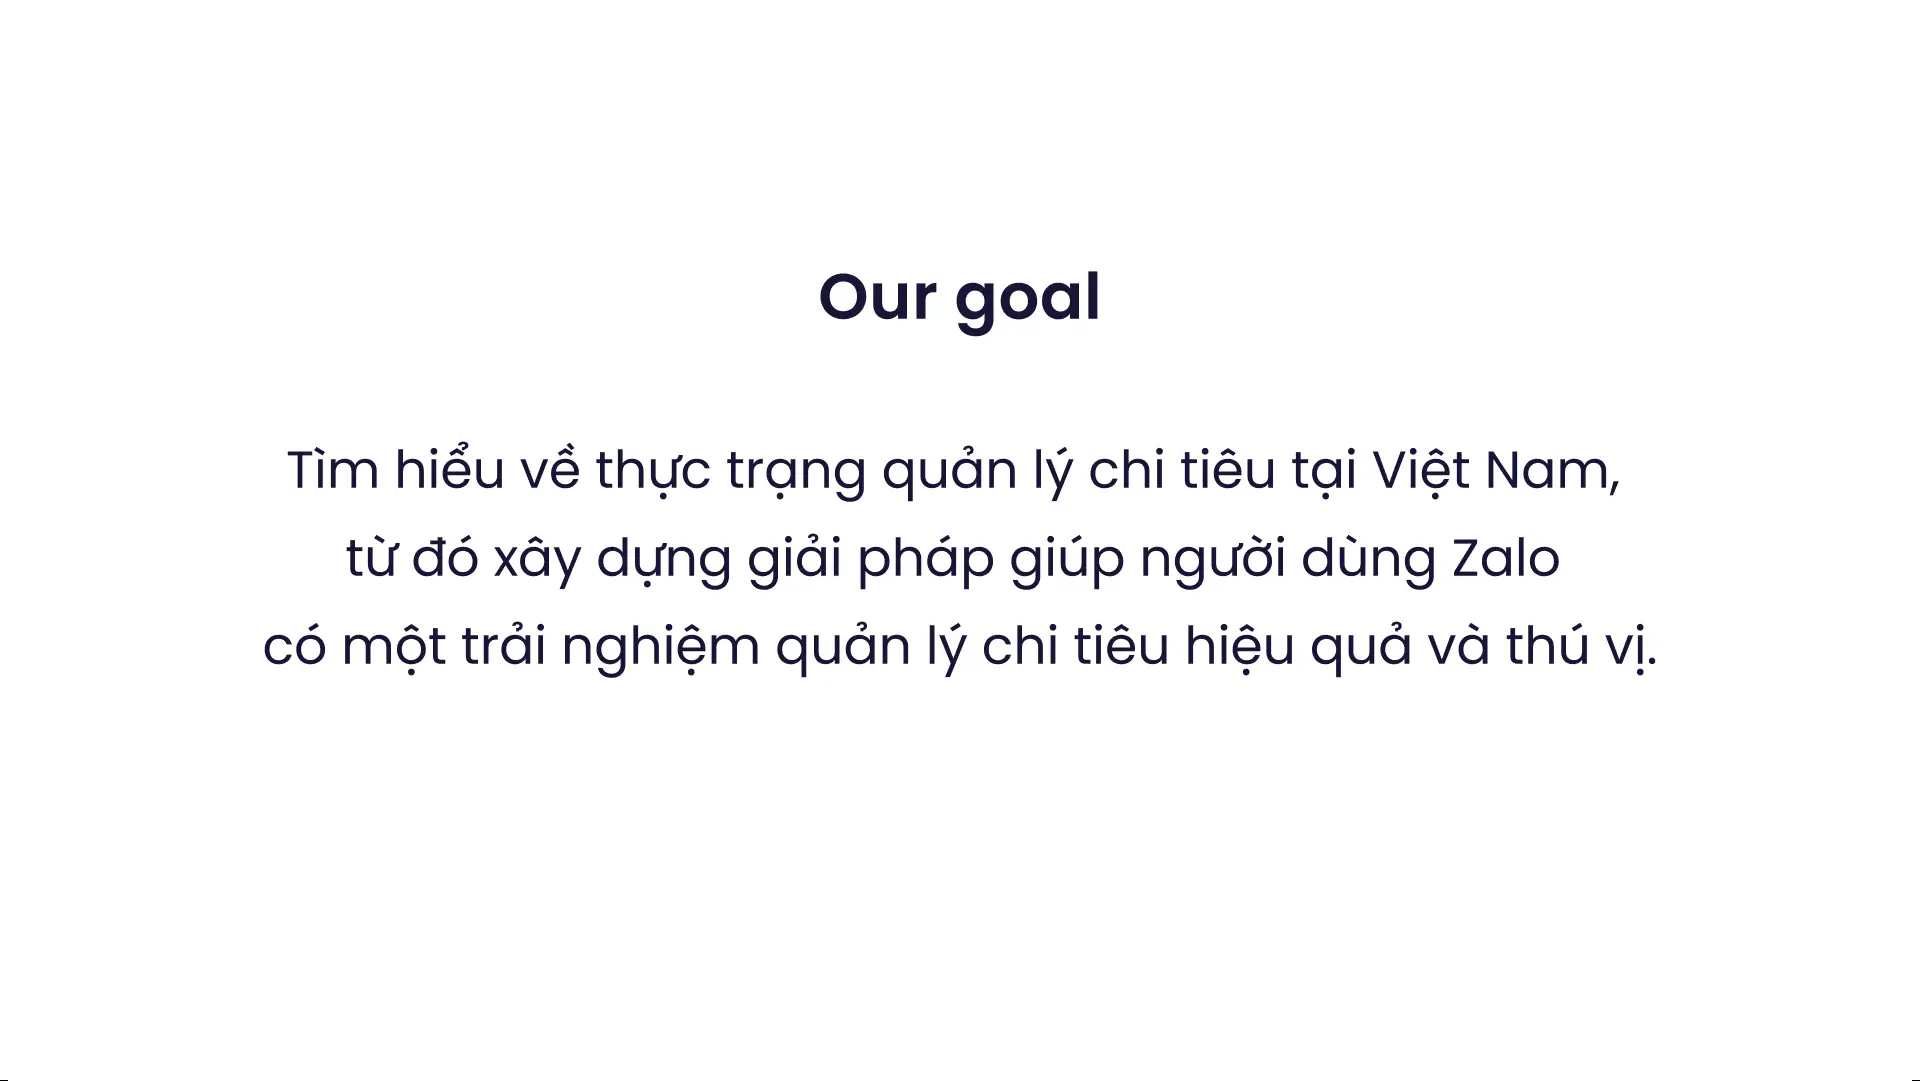 Our goal
Tìm hiểu về thực trạng quản lý chi tiêu tại Việt Nam,
từ đó xây dựng giải pháp giúp người dùng Zalo
có một trải nghiệm quản lý chi tiêu hiệu quả và thú vị.